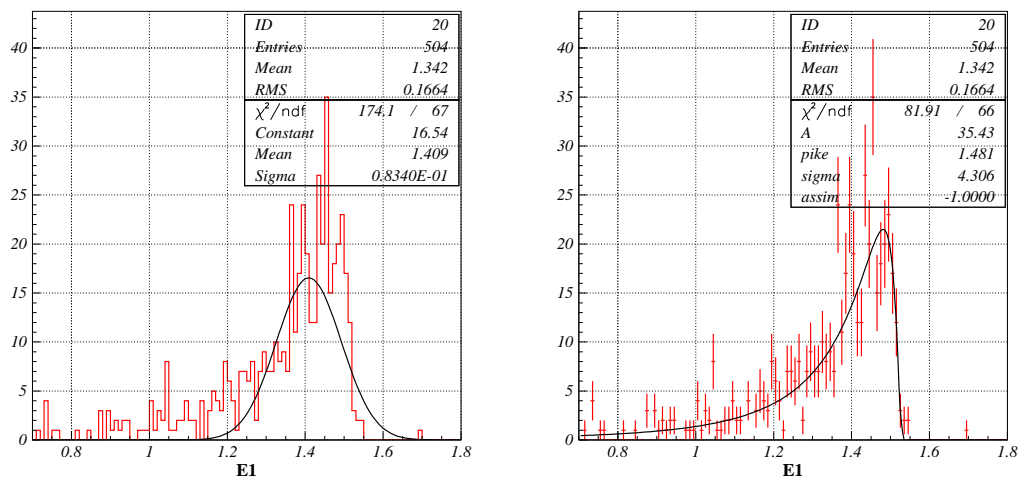 ID 20
Entries 504
Mean 1.342
RMS 0.1664
χ²/ndf 174.1 / 67
Constant 16.54
Mean 1.409
Sigma 0.8340E-01
40
35
30
25
20
15
10
5
0
0.8 1 1.2 1.4 1.6 1.8
E1
ID 20
Entries 504
Mean 1.342
RMS 0.1664
χ²/ndf 81.91 / 66
A 35.43
pike 1.481
sigma 4.306
assim -1.0000
40
35
30
25
20
15
10
5
0
0.8 1 1.2 1.4 1.6 1.8
E1